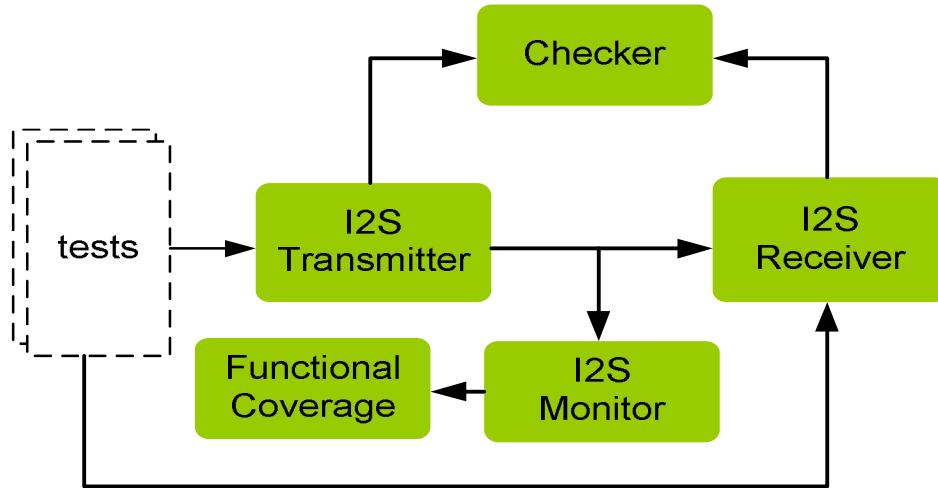 Checker
tests
I2S
Transmitter
I2S
Receiver
Functional
Coverage
I2S
Monitor